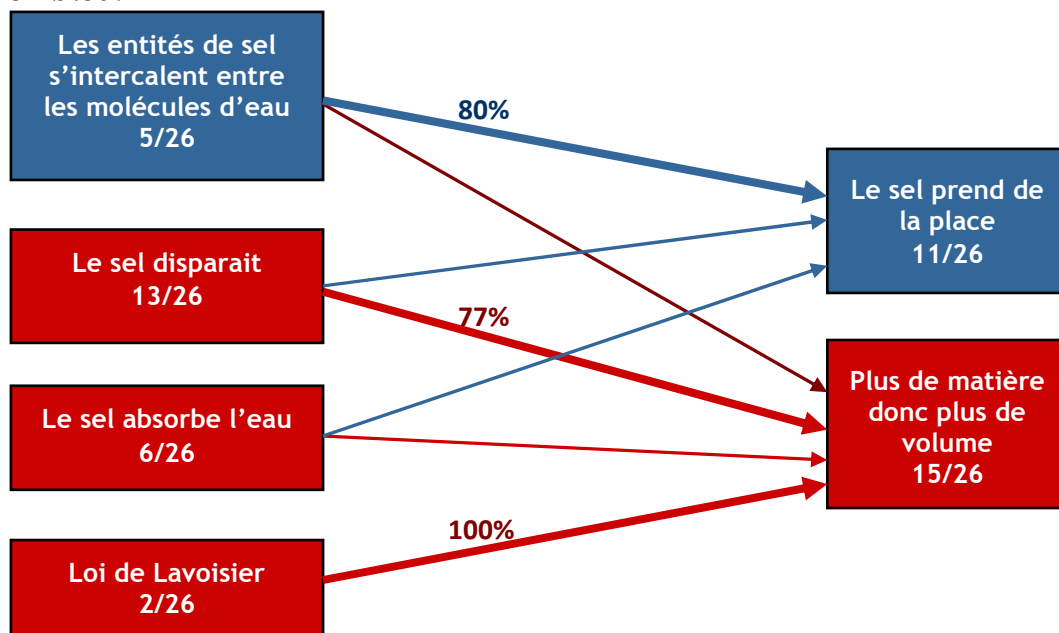 Les entités de sel
s'intercalent entre
les molécules d'eau
5/26
80%
Le sel prend de
la place
11/26
Le sel disparait
13/26
77%
Plus de matière
donc plus de
volume
15/26
Le sel absorbe l'eau
6/26
100%
Loi de Lavoisier
2/26